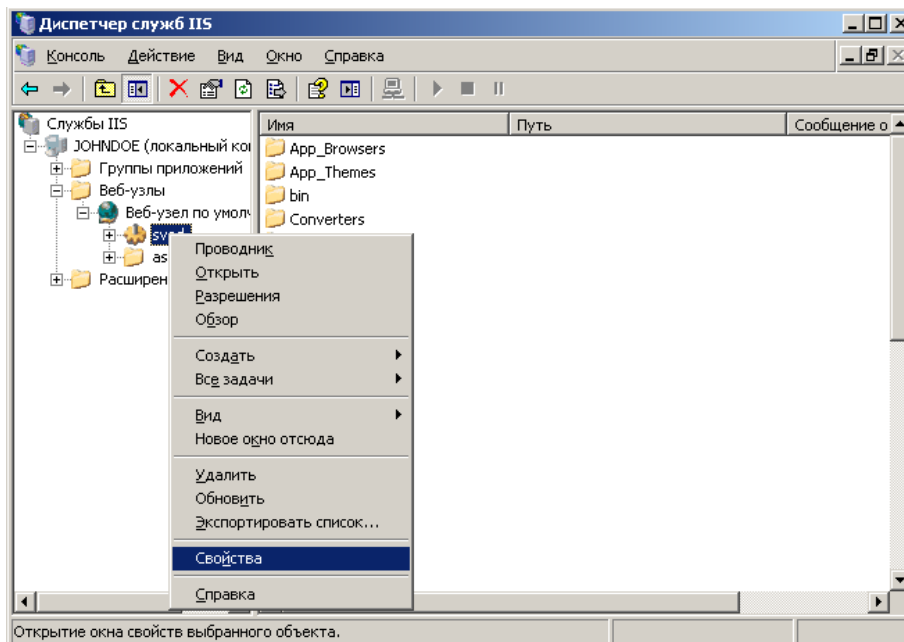 Диспетчер служб IIS
Консоль Действие Вид Окно Справка
Службы IIS
JOHNDOE (локальный ко
Группы приложений
Веб-узлы
Веб-узел по умол
as
Расширен
Имя Путь Сообщение о
App_Browsers
App_Themes
bin
Converters
Проводник
Открыть
Разрешения
Обзор
Создать
Все задачи
Вид
Новое окно отсюда
Удалить
Обновить
Экспортировать список...
Свойства
Справка
Открытие окна свойств выбранного объекта.